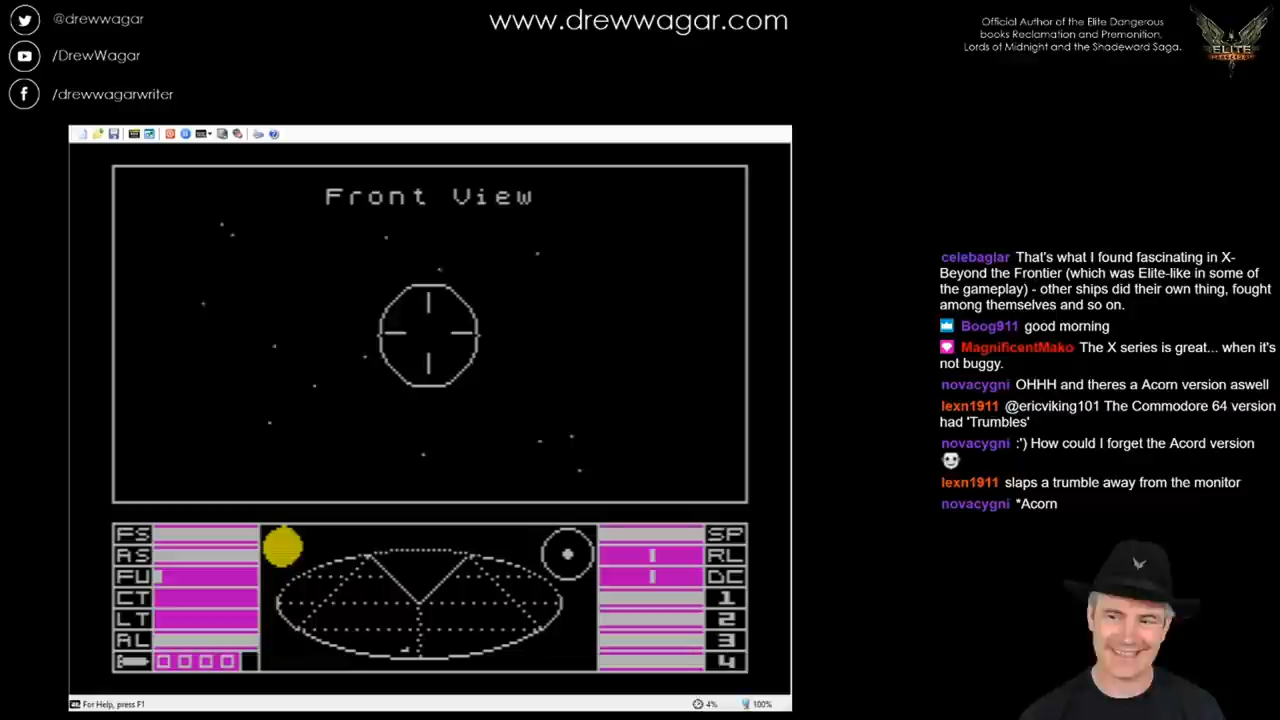 @drewwagar
/DrewWagar
/drewwagarwriter
www.drewwagar.com
Official Author of the Elite Dangerous
books Reclamation and Premonition,
Lords of Midnight and the Shadeward Saga.
ELITE
Front View
FS
AS
FU
CT
LT
AL
SP
RL
DC
1
2
3
4
For Help, press F1
4%
100%
celebaglar That's what I found fascinating in X-
Beyond the Frontier (which was Elite-like in some of
the gameplay) - other ships did their own thing, fought
among themselves and so on.
Boog911 good morning
MagnificentMako The X series is great... when it's
not buggy.
novacygni OHHH and theres a Acorn version aswell
lexn1911 @ericviking101 The Commodore 64 version
had 'Trumbles'
novacygni :') How could I forget the Acord version
lexn1911 slaps a trumble away from the monitor
novacygni *Acorn